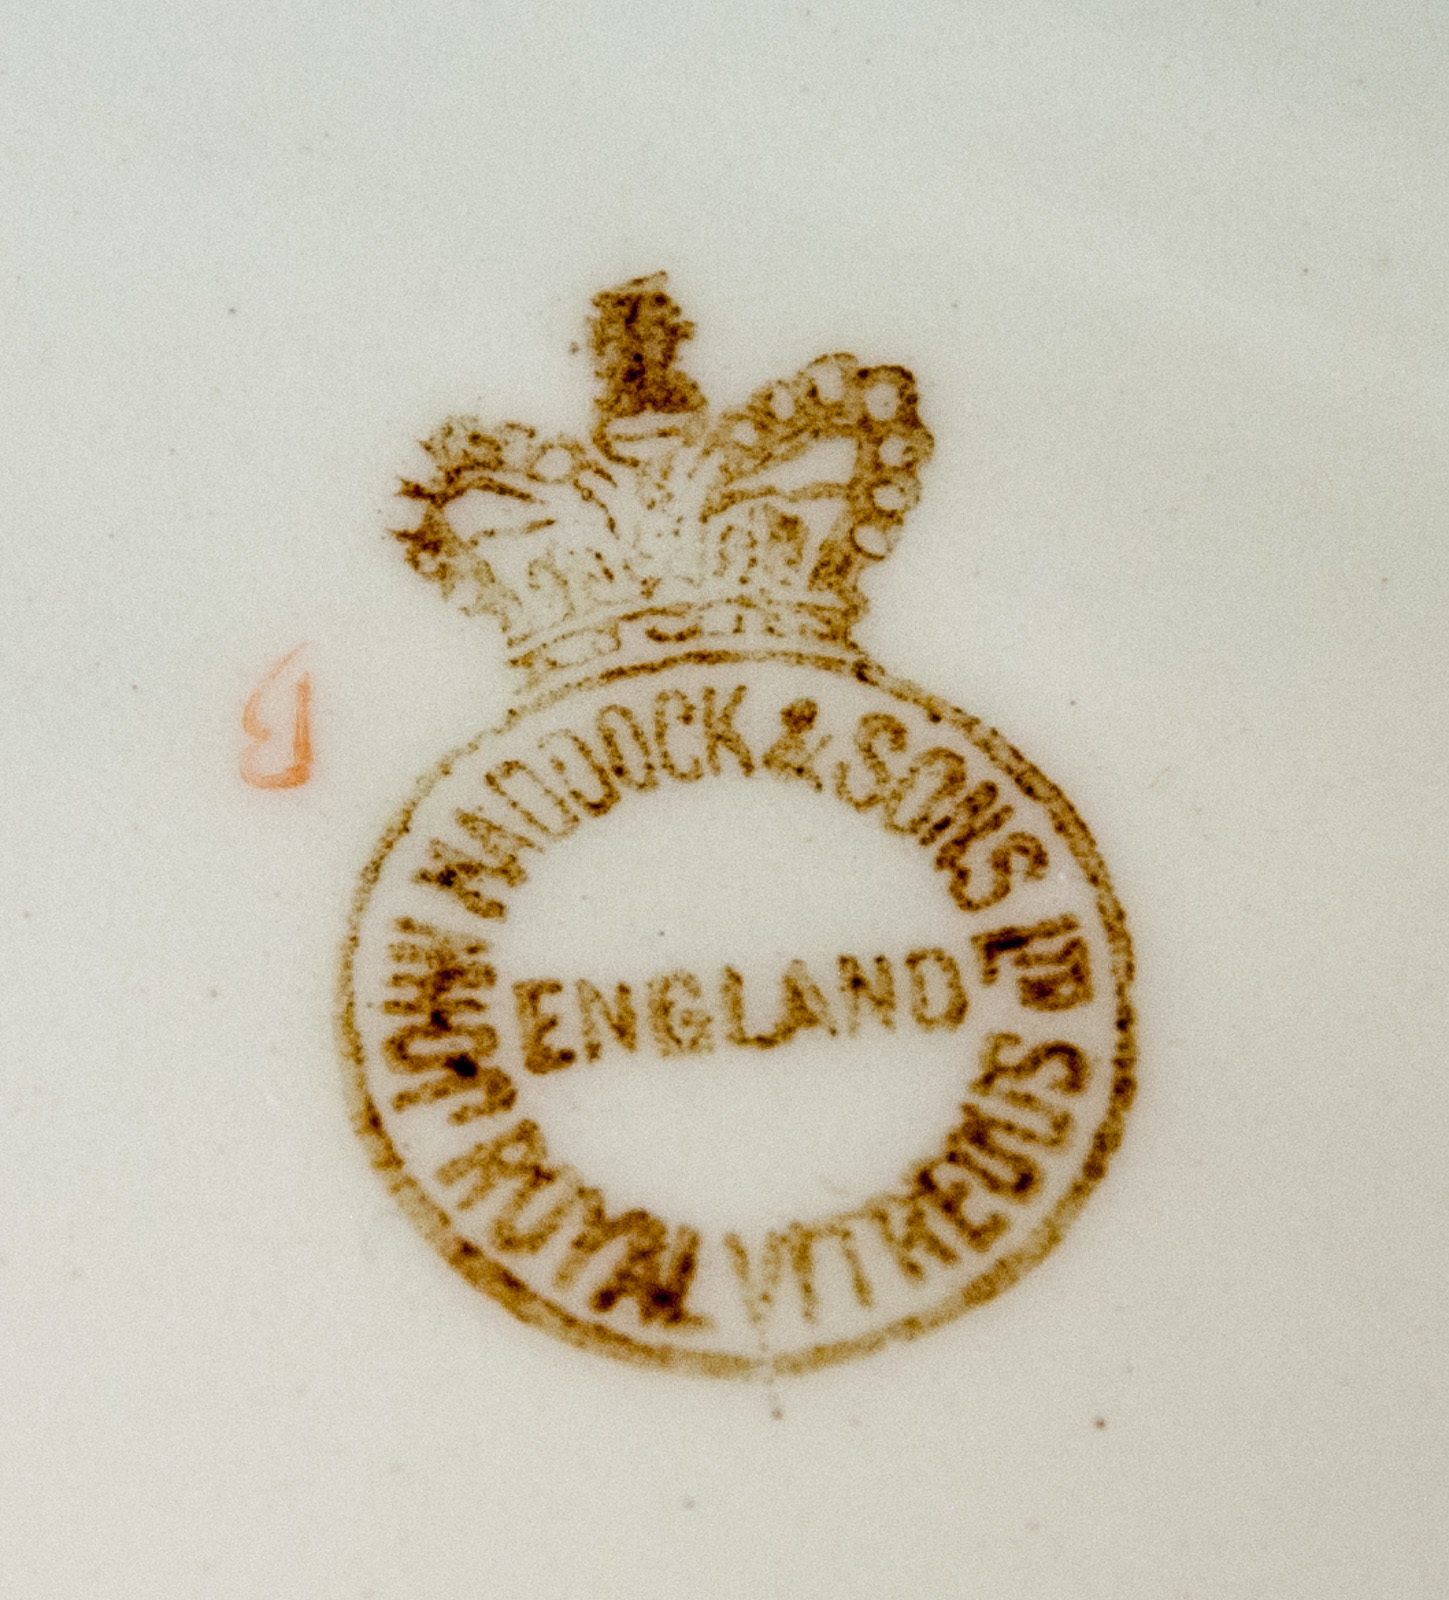 JOHN MADDOCK & SONS LTD
ENGLAND
ROYAL VITREOUS